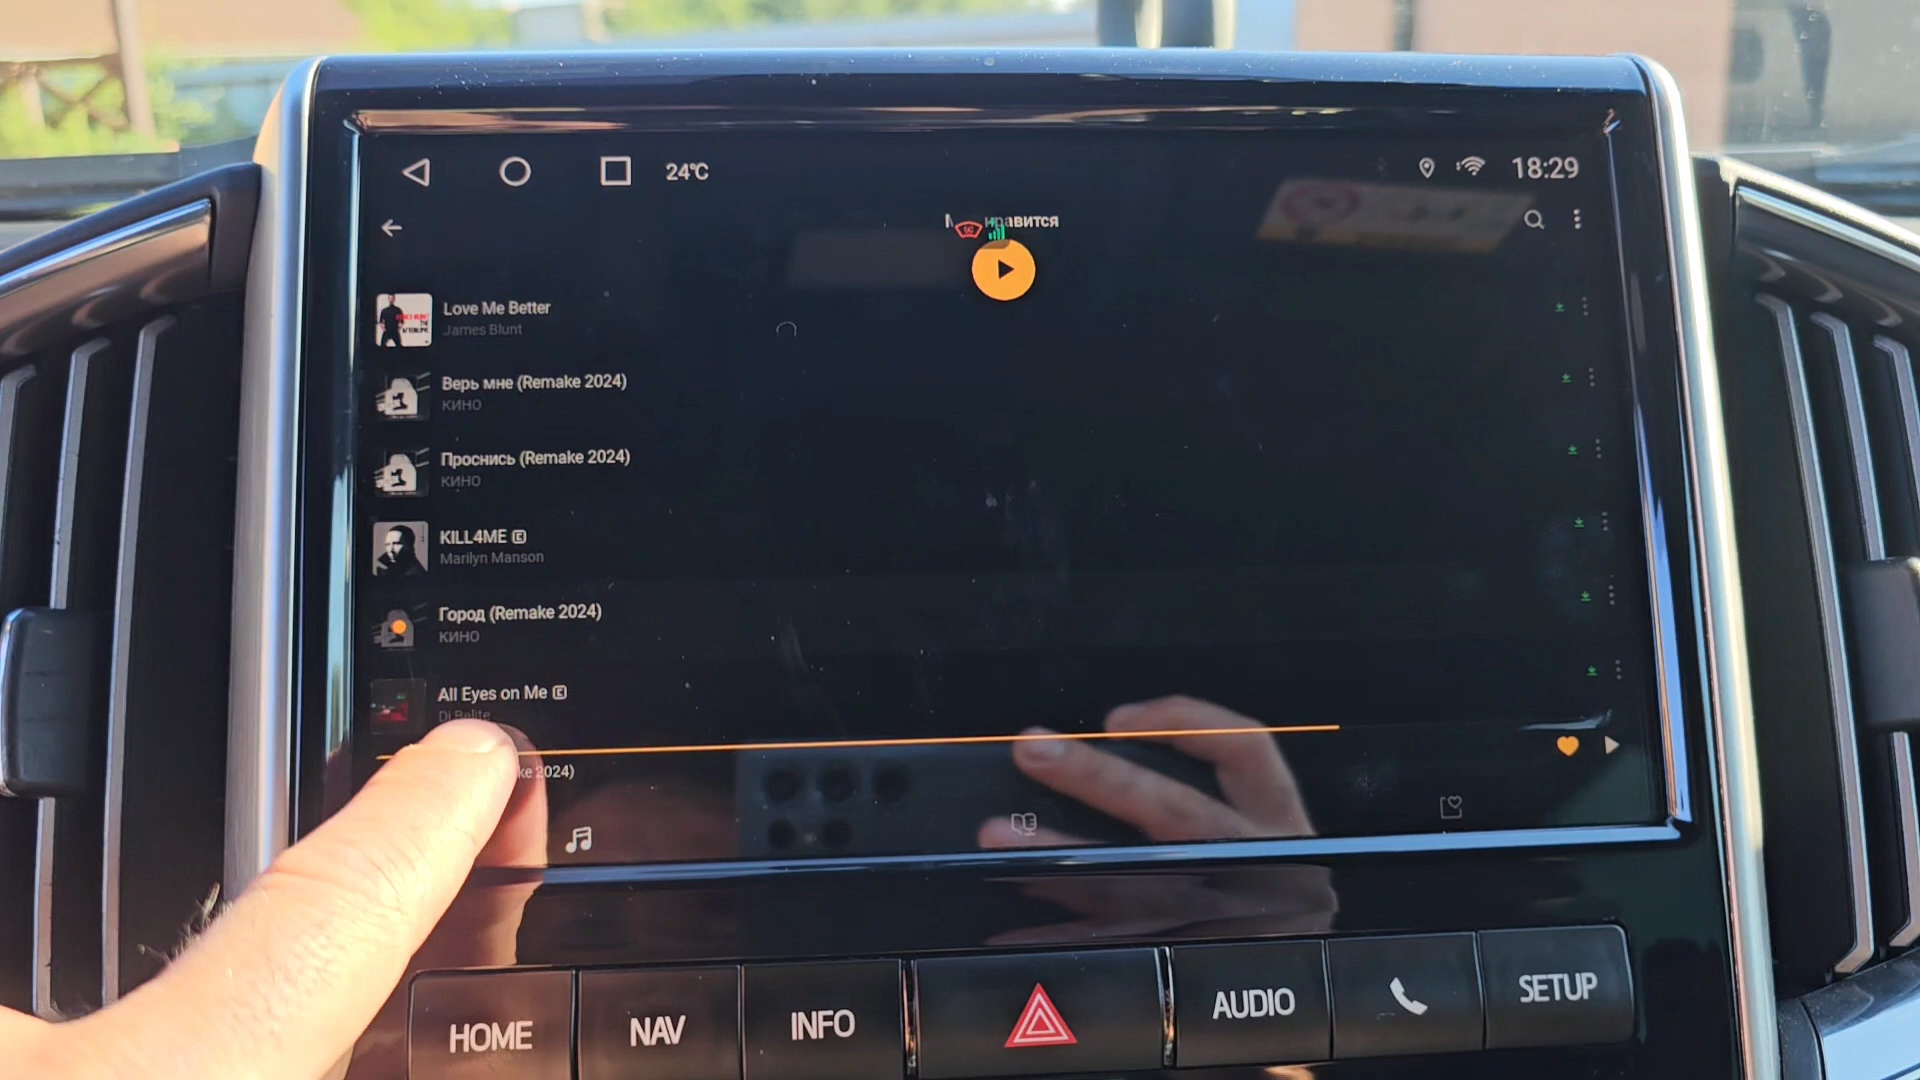 24°C
18:29
нравится
Love Me Better
James Blunt
Верь мне (Remake 2024)
КИНО
Проснись (Remake 2024)
КИНО
KILL4ME E
Marilyn Manson
Город (Remake 2024)
КИНО
All Eyes on Me E
ke 2024)
HOME
NAV
INFO
AUDIO
SETUP